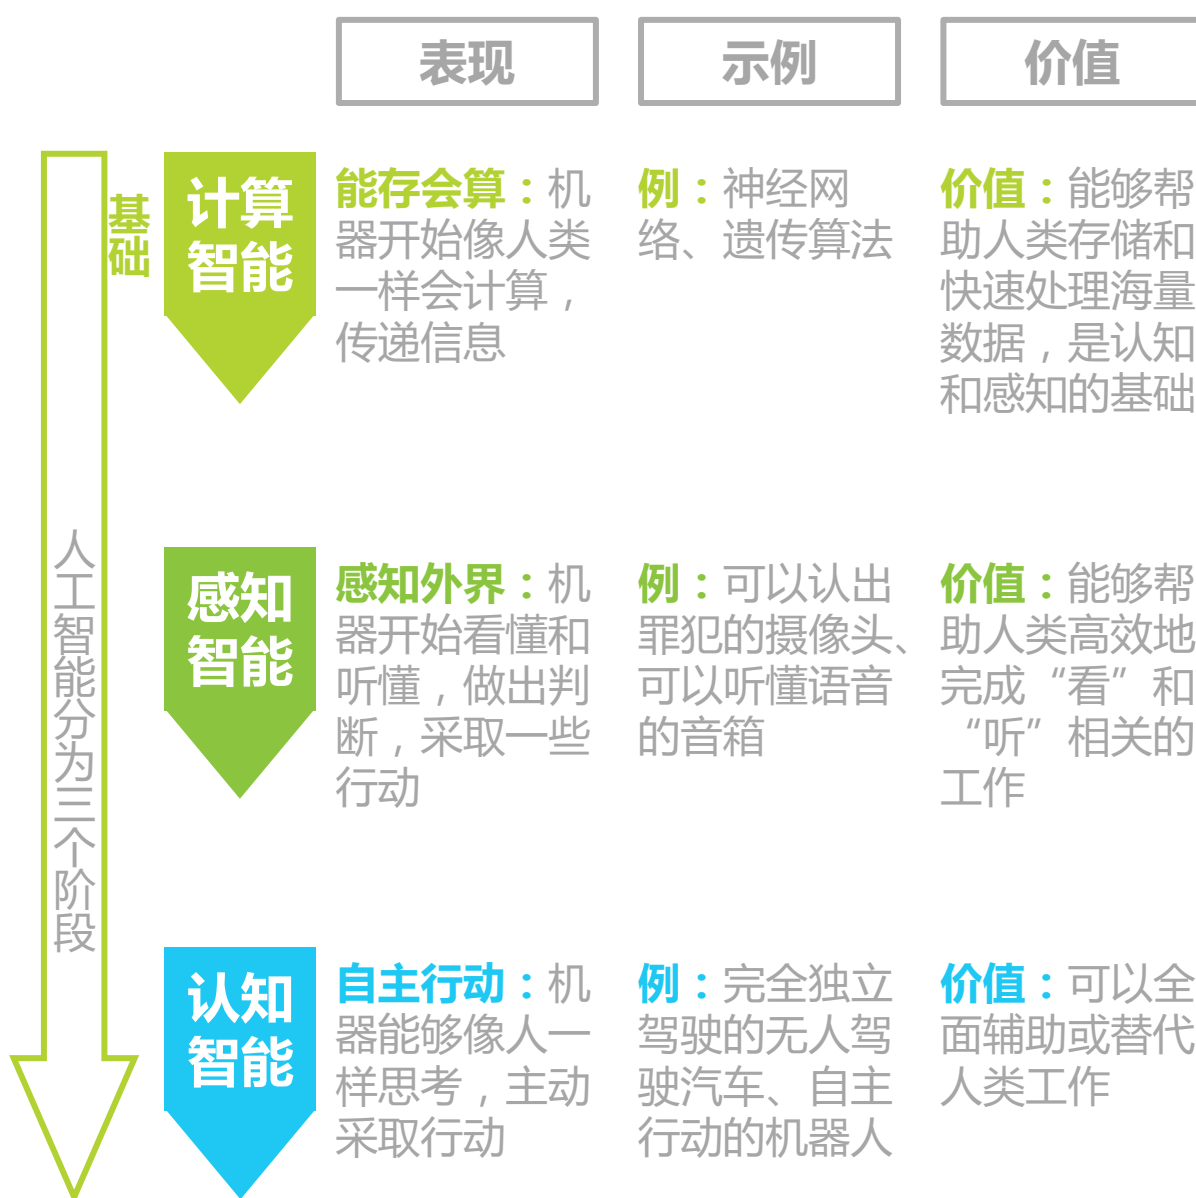 表现
示例
价值
人工智能分为三个阶段
基础
计算
智能
能存会算：机
器开始像人类
一样会计算，
传递信息
例：神经网
络、遗传算法
价值：能够帮
助人类存储和
快速处理海量
数据，是认知
和感知的基础
感知
智能
感知外界：机
器开始看懂和
听懂，做出判
断，采取一些
行动
例：可以认出
罪犯的摄像头、
可以听懂语音
的音箱
价值：能够帮
助人类高效地
完成“看”和
“听”相关的
工作
认知
智能
自主行动：机
器能够像人一
样思考，主动
采取行动
例：完全独立
驾驶的无人驾
驶汽车、自主
行动的机器人
价值：可以全
面辅助或替代
人类工作